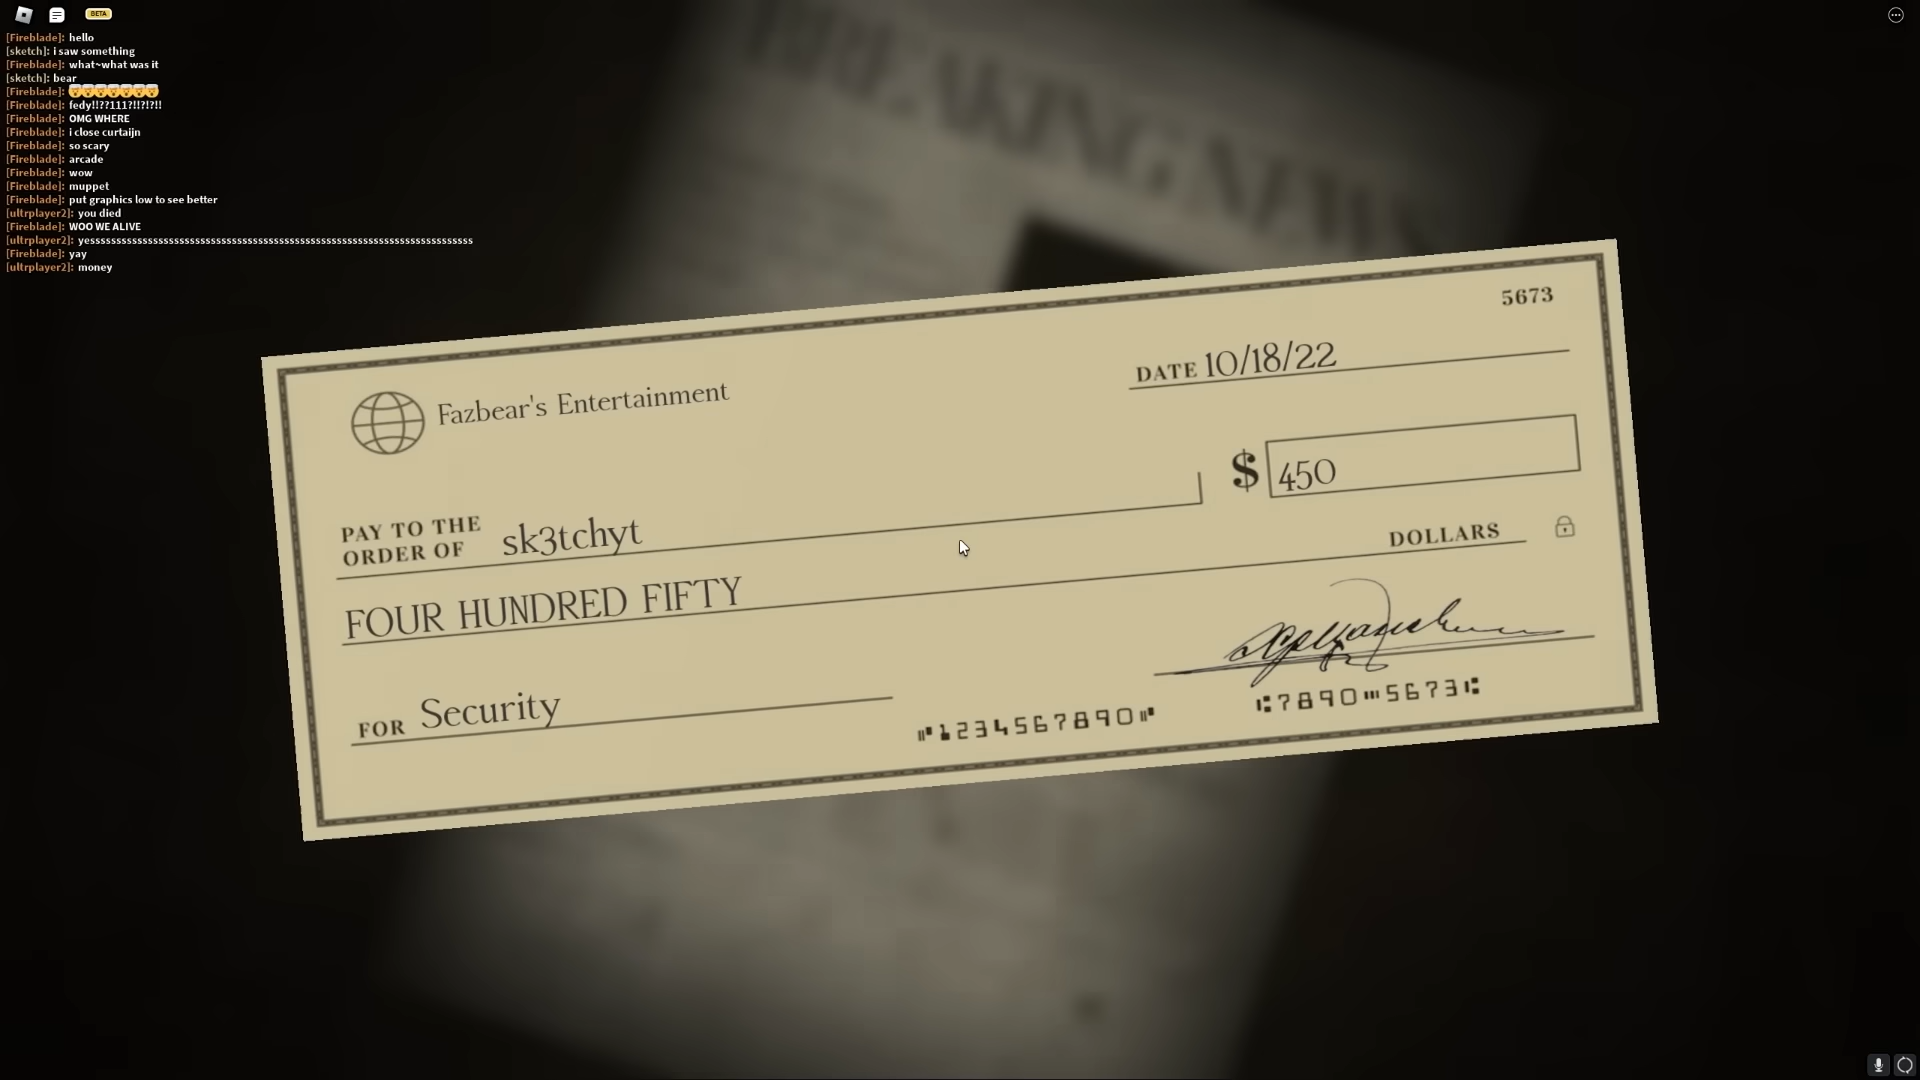 BETA
[Fireblade]: hello
[sketch]: i saw something
[Fireblade]: what~what was it
[sketch]: bear
[Fireblade]: 🤯🤯🤯🤯🤯🤯🤯
[Fireblade]: fedy!!??111?!!?!?!!
[Fireblade]: OMG WHERE
[Fireblade]: i close curtaijn
[Fireblade]: so scary
[Fireblade]: arcade
[Fireblade]: wow
[Fireblade]: muppet
[Fireblade]: put graphics low to see better
[ultrplayer2]: you died
[Fireblade]: WOO WE ALIVE
[ultrplayer2]: yesssssssssssssssssssssssssssssssssssssssssssssssssssssssssssssssssssssssssss
[Fireblade]: yay
[ultrplayer2]: money
BREAKING NEWS
5673
DATE 10/18/22
Fazbear's Entertainment
$ 450
PAY TO THE
ORDER OF sk3tchyt
DOLLARS
FOUR HUNDRED FIFTY
FOR Security
1234567890
7890 5673